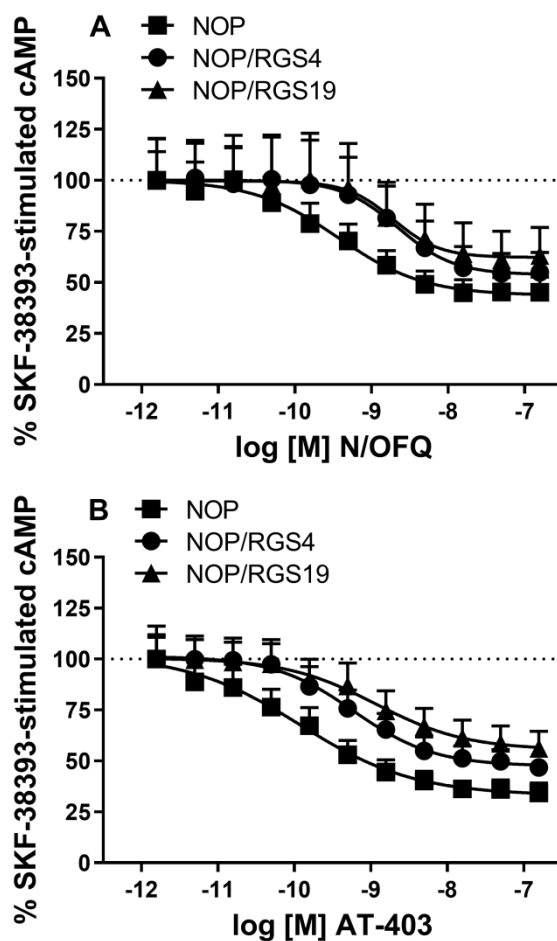 A
NOP
NOP/RGS4
NOP/RGS19
% SKF-38393-stimulated cAMP
150
125
100
75
50
25
0
-12 -11 -10 -9 -8 -7
log [M] N/OFQ
B
NOP
NOP/RGS4
NOP/RGS19
% SKF-38393-stimulated cAMP
150
125
100
75
50
25
0
-12 -11 -10 -9 -8 -7
log [M] AT-403